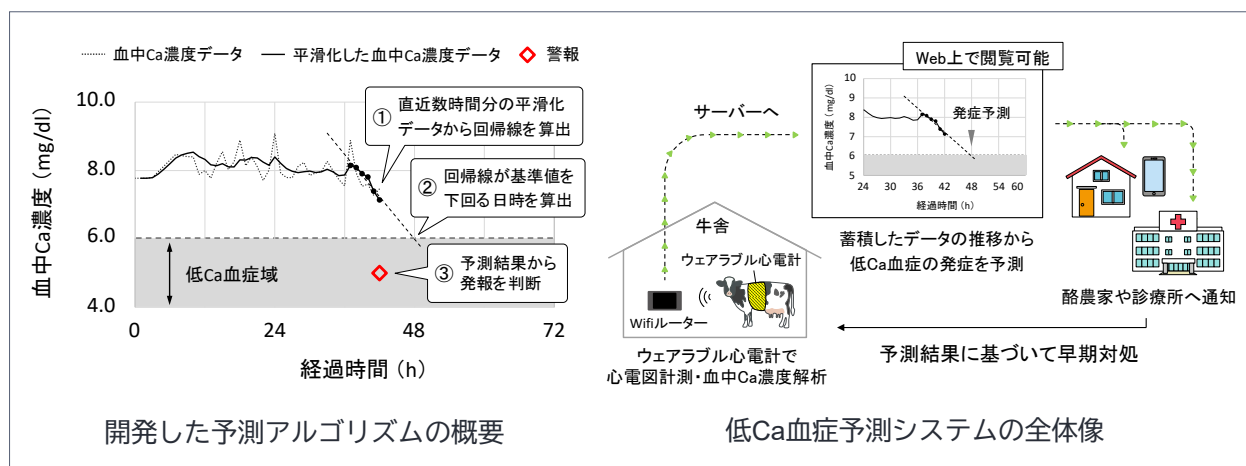 血中Ca濃度データ
平滑化した血中Ca濃度データ
警報
血中Ca濃度 (mg/dl)
10.0
8.0
6.0
4.0
0
24
48
72
経過時間 (h)
①
直近数時間分の平滑化
データから回帰線を算出
②
回帰線が基準値を
下回る日時を算出
③
予測結果から
発報を判断
低Ca血症域
開発した予測アルゴリズムの概要
サーバーへ
Web上で閲覧可能
血中Ca濃度 (mg/dl)
10
9
8
7
6
5
24
30
36
42
48
54
60
経過時間 (h)
発症予測
蓄積したデータの推移から
低Ca血症の発症を予測
牛舎
ウェアラブル心電計
Wifiルーター
ウェアラブル心電計で
心電図計測・血中Ca濃度解析
酪農家や診療所へ通知
予測結果に基づいて早期対処
低Ca血症予測システムの全体像